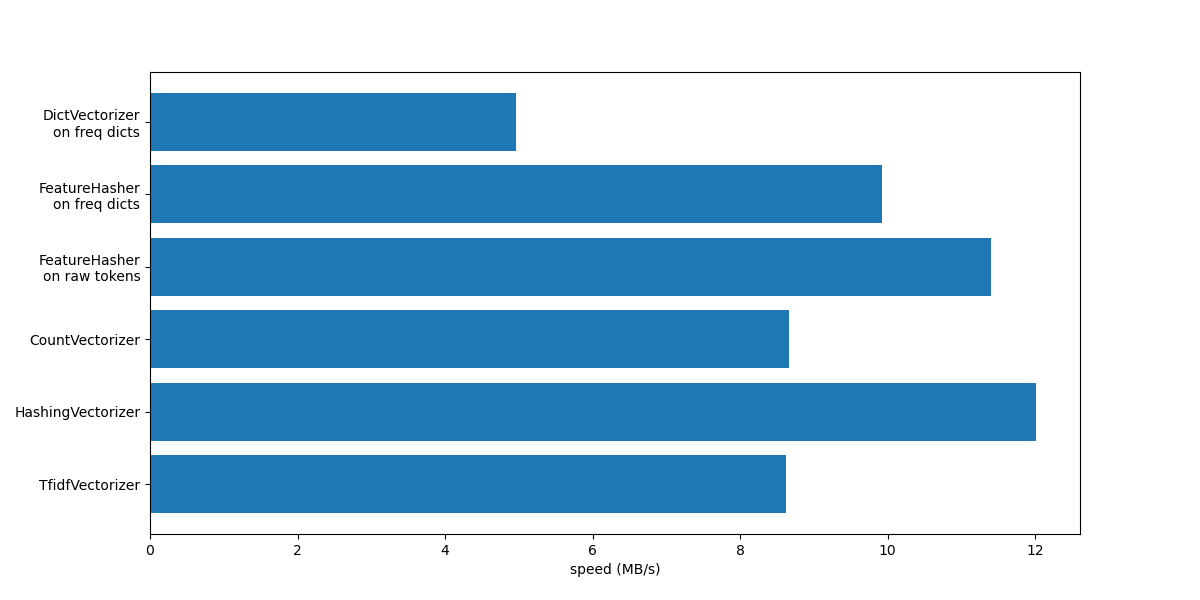 DictVectorizer
on freq dicts
FeatureHasher
on freq dicts
FeatureHasher
on raw tokens
CountVectorizer
HashingVectorizer
TfidfVectorizer
0 2 4 6 8 10 12
speed (MB/s)